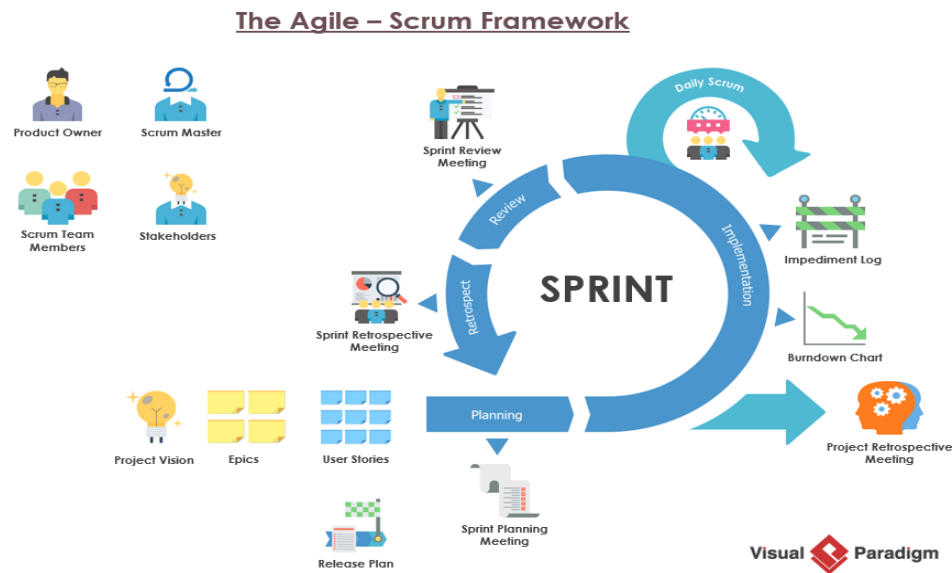 The Agile – Scrum Framework
Product Owner
Scrum Master
Scrum Team
Members
Stakeholders
Sprint Review
Meeting
Daily Scrum
Review
Implementation
Impediment Log
SPRINT
Retrospect
Sprint Retrospective
Meeting
Burndown Chart
Planning
Project Vision
Epics
User Stories
Project Retrospective
Meeting
Sprint Planning
Meeting
Release Plan
Visual Paradigm